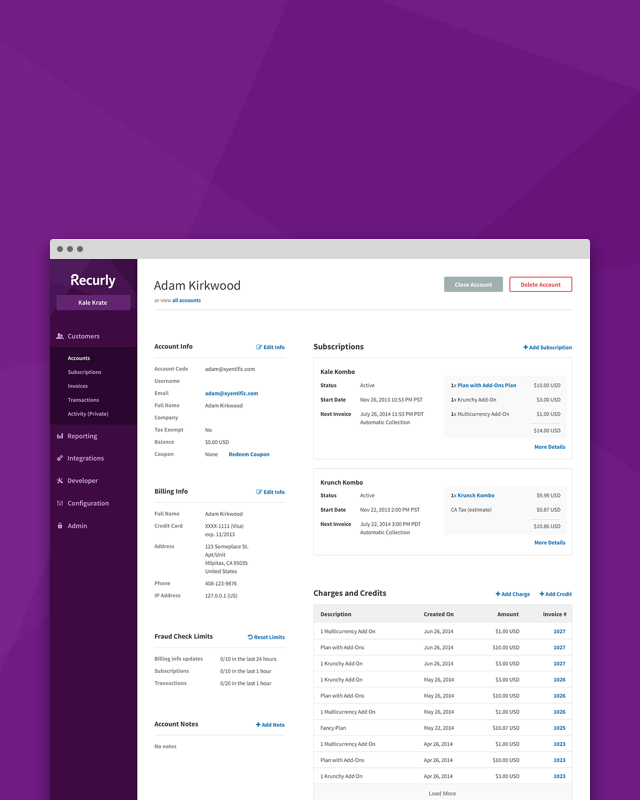 Recurly
Kale Krate
Customers
Accounts
Subscriptions
Invoices
Transactions
Activity (Private)
Reporting
Integrations
Developer
Configuration
Admin
Adam Kirkwood
or view all accounts
Close Account
Delete Account
Account Info
Edit Info
Account Code adam@xyentific.com
Username
Email adam@xyentific.com
Full Name Adam Kirkwood
Company
Tax Exempt No
Balance $0.00 USD
Coupon None Redeem Coupon
Billing Info
Edit Info
Full Name Adam Kirkwood
Credit Card XXXX-1111 (Visa)
exp. 11/2013
Address 123 Someplace St.
Apt/Unit
Milpitas, CA 95035
United States
Phone 408-123-9876
IP Address 127.0.0.1 (US)
Fraud Check Limits
Reset Limits
Billing info updates 0/10 in the last 24 hours
Subscriptions 0/10 in the last 1 hour
Transactions 0/20 in the last 1 hour
Account Notes
Add Note
No notes
Subscriptions
Add Subscription
Kale Kombo
Status Active
Start Date Nov 26, 2013 10:53 PM PST
Next Invoice July 26, 2014 11:53 PM PDT
Automatic Collection
1x Plan with Add-Ons Plan $10.00 USD
1x Krunchy Add-On $3.00 USD
1x Multicurrency Add-On $1.00 USD
$14.00 USD
More Details
Krunch Kombo
Status Active
Start Date Nov 22, 2013 2:00 PM PST
Next Invoice July 22, 2014 3:00 PM PDT
Automatic Collection
1x Krunch Kombo $9.99 USD
CA Tax (estimate) $0.87 USD
$10.86 USD
More Details
Charges and Credits
Add Charge
Add Credit
Description Created On Amount Invoice #
1 Multicurrency Add On Jun 26, 2014 $1.00 USD 1027
Plan with Add-Ons Jun 26, 2014 $10.00 USD 1027
1 Krunchy Add On Jun 26, 2014 $3.00 USD 1027
1 Krunchy Add On May 26, 2014 $3.00 USD 1026
Plan with Add-Ons May 26, 2014 $10.00 USD 1026
1 Multicurrency Add On May 26, 2014 $1.00 USD 1026
Fancy Plan May 22, 2014 $10.87 USD 1025
1 Multicurrency Add On Apr 26, 2014 $1.00 USD 1023
Plan with Add-Ons Apr 26, 2014 $10.00 USD 1023
1 Krunchy Add On Apr 26, 2014 $3.00 USD 1023
Load More